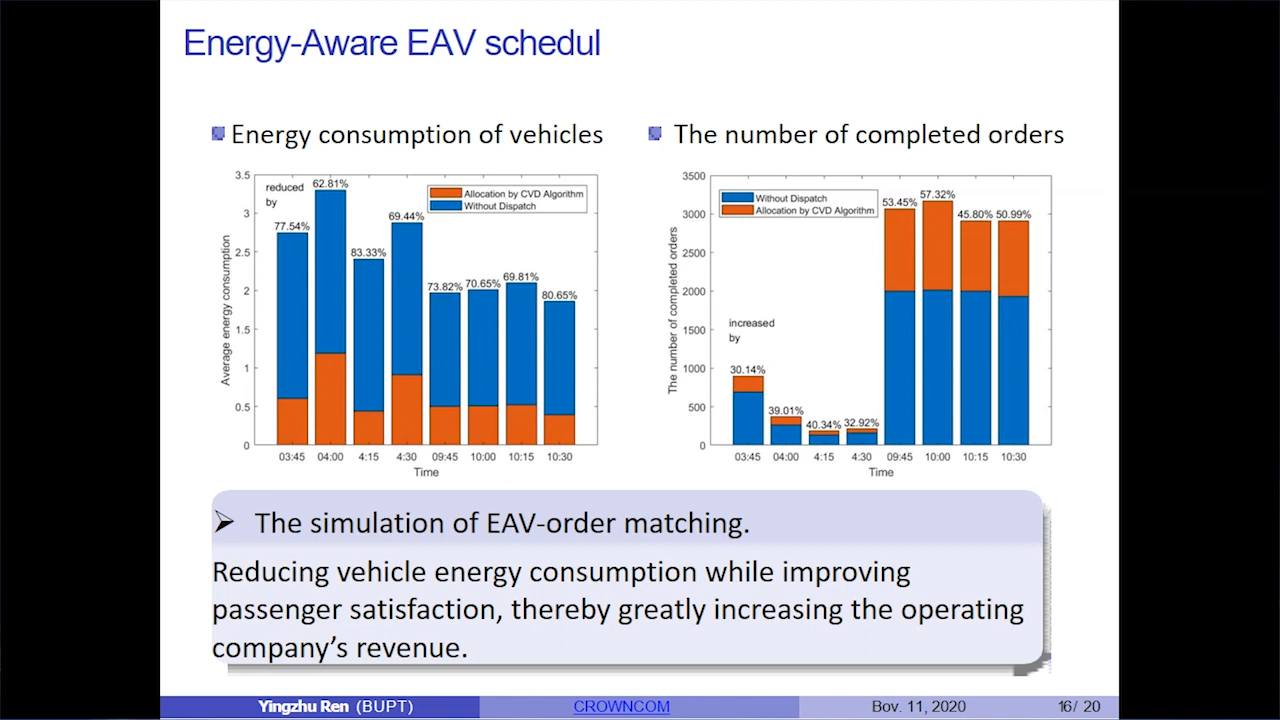 Energy-Aware EAV schedul
Energy consumption of vehicles
3.5
3
2.5
2
1.5
1
0.5
0
Average energy consumption
reduced
by
77.54%
62.81%
83.33%
69.44%
73.82%
70.65%
69.81%
80.65%
Allocation by CVD Algorithm
Without Dispatch
03:45 04:00 4:15 4:30 09:45 10:00 10:15 10:30
Time
The number of completed orders
3500
3000
2500
2000
1500
1000
500
0
The number of completed orders
Without Dispatch
Allocation by CVD Algorithm
increased
by
30.14%
39.01%
40.34%
32.92%
53.45%
57.32%
45.80%
50.99%
03:45 04:00 4:15 4:30 09:45 10:00 10:15 10:30
Time
The simulation of EAV-order matching.
Reducing vehicle energy consumption while improving
passenger satisfaction, thereby greatly increasing the operating
company's revenue.
Yingzhu Ren (BUPT) CROWNCOM Bov. 11, 2020 16/ 20